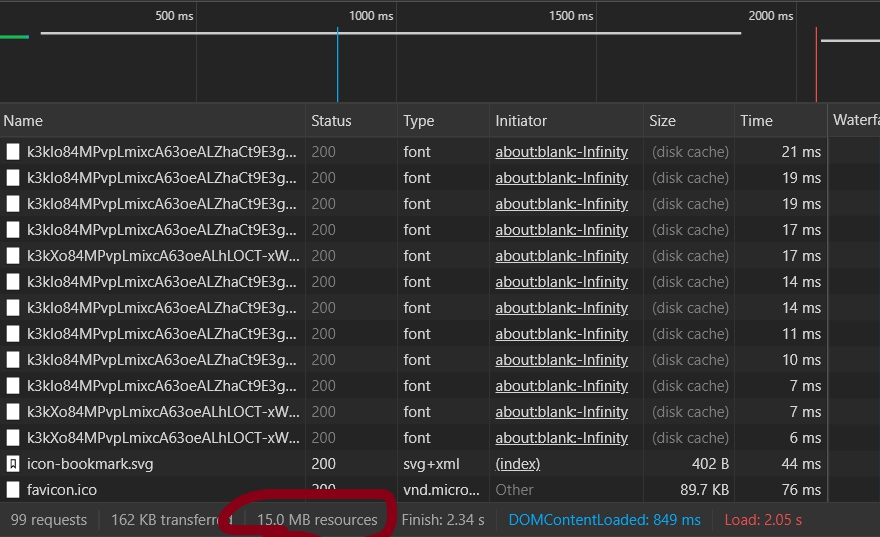 500 ms 1000 ms 1500 ms 2000 ms
Name Status Type Initiator Size Time Waterfa
k3kIo84MPvpLmixcA63oeALZhaCt9E3g... 200 font about:blank:-Infinity (disk cache) 21 ms
k3kIo84MPvpLmixcA63oeALZhaCt9E3g... 200 font about:blank:-Infinity (disk cache) 19 ms
k3kIo84MPvpLmixcA63oeALZhaCt9E3g... 200 font about:blank:-Infinity (disk cache) 19 ms
k3kIo84MPvpLmixcA63oeALZhaCt9E3g... 200 font about:blank:-Infinity (disk cache) 17 ms
k3kXo84MPvpLmixcA63oeALhLOCT-xW... 200 font about:blank:-Infinity (disk cache) 17 ms
k3kIo84MPvpLmixcA63oeALZhaCt9E3g... 200 font about:blank:-Infinity (disk cache) 14 ms
k3kIo84MPvpLmixcA63oeALZhaCt9E3g... 200 font about:blank:-Infinity (disk cache) 14 ms
k3kIo84MPvpLmixcA63oeALZhaCt9E3g... 200 font about:blank:-Infinity (disk cache) 11 ms
k3kIo84MPvpLmixcA63oeALZhaCt9E3g... 200 font about:blank:-Infinity (disk cache) 10 ms
k3kIo84MPvpLmixcA63oeALZhaCt9E3g... 200 font about:blank:-Infinity (disk cache) 7 ms
k3kXo84MPvpLmixcA63oeALhLOCT-xW... 200 font about:blank:-Infinity (disk cache) 7 ms
k3kXo84MPvpLmixcA63oeALhLOCT-xW... 200 font about:blank:-Infinity (disk cache) 6 ms
icon-bookmark.svg 200 svg+xml (index) 402 B 44 ms
favicon.ico 200 vnd.micro... Other 89.7 KB 76 ms
99 requests 162 KB transferred 15.0 MB resources Finish: 2.34 s DOMContentLoaded: 849 ms Load: 2.05 s